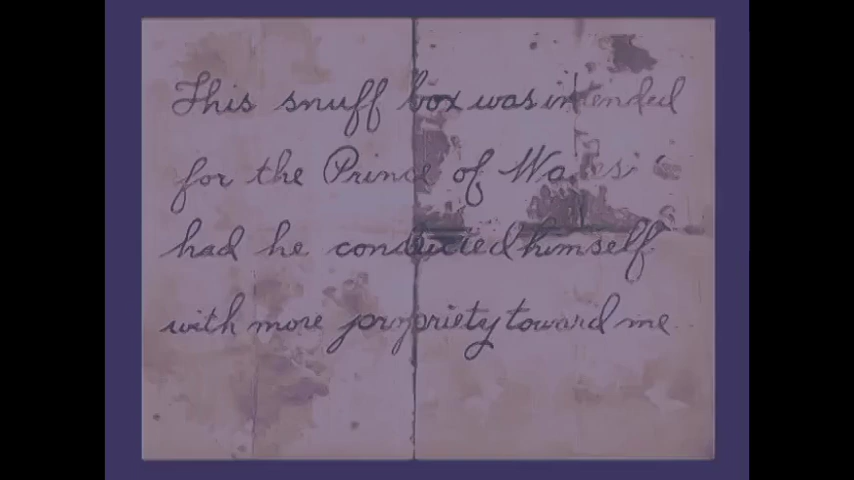 This snuff box was intended
for the Prince of Wales
had he conducted himself
with more propriety toward me